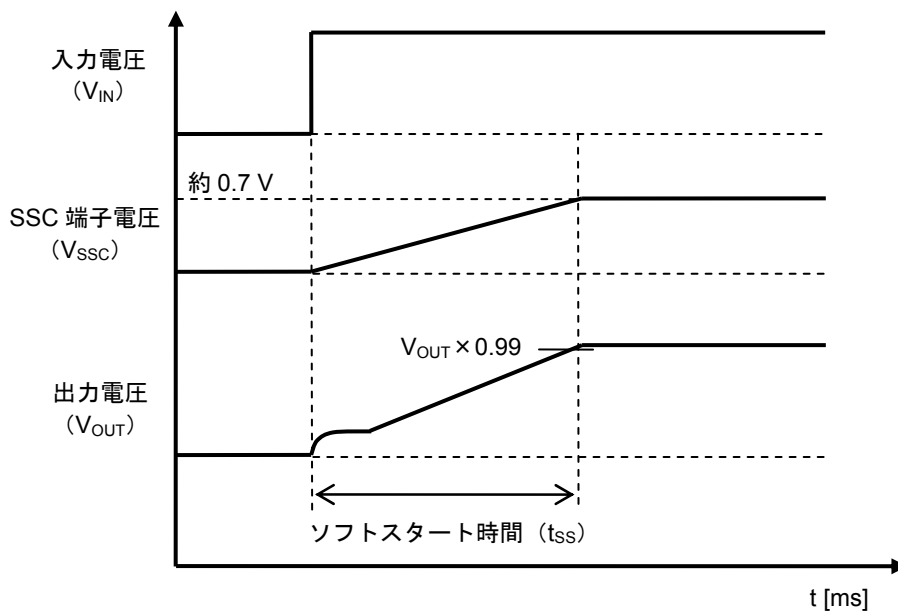 入力電圧
（VIN）
約 0.7 V
SSC 端子電圧
（VSSC）
VOUT × 0.99
出力電圧
（VOUT）
ソフトスタート時間（tSS）
t [ms]